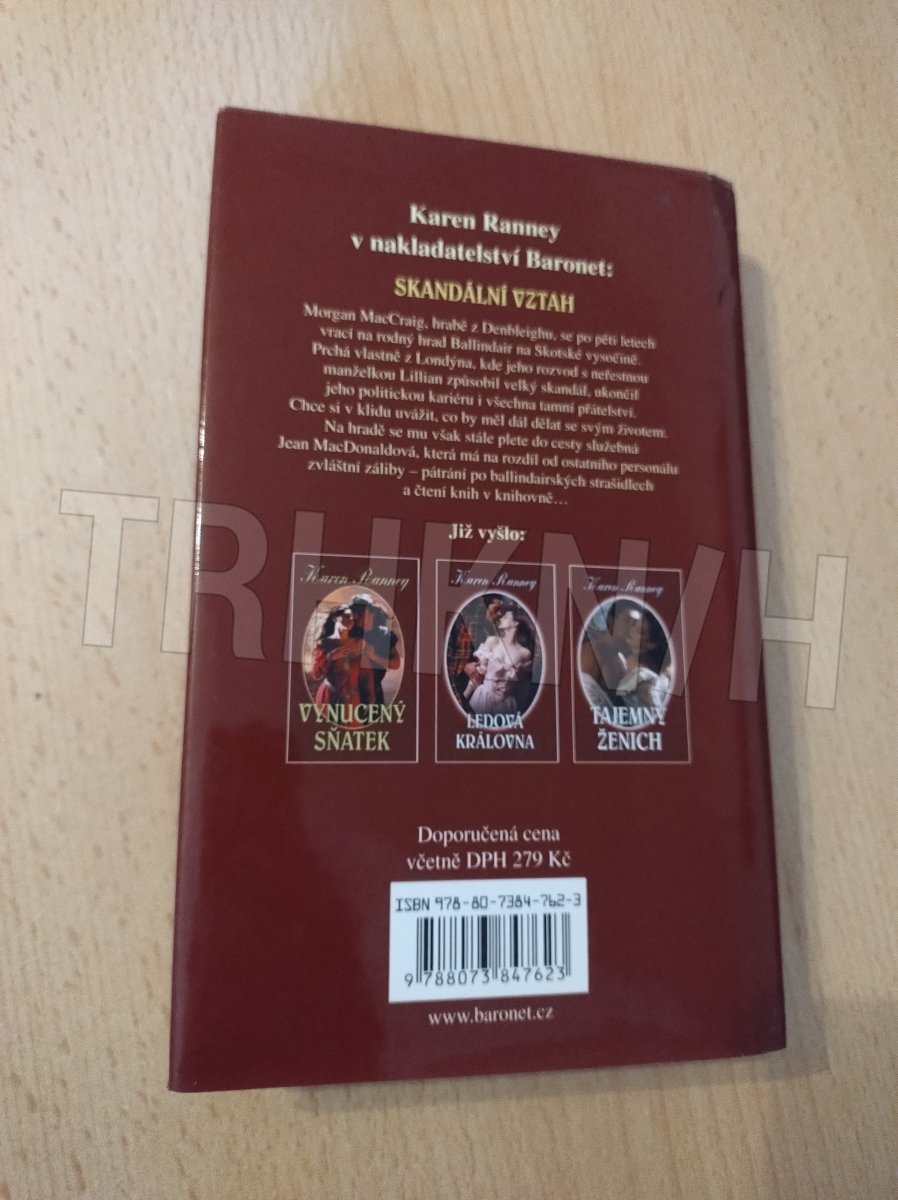 Karen Ranney
v nakladatelství Baronet:
SKANDÁLNÍ VZTAH
Morgan MacCraig, hrabě z Denbleighu, se po pěti letech
vrací na rodný hrad Ballindair na Skotské vysočině.
Prchá vlastně z Londýna, kde jeho rozvod s neřestnou
manželkou Lillian způsobil velký skandál, ukončil
jeho politickou kariéru i všechna tamní přátelství.
Chce si v klidu uvážit, co by měl dál dělat se svým životem.
Na hradě se mu však stále plete do cesty služebná
Jean MacDonaldová, která má na rozdíl od ostatního personálu
zvláštní záliby – pátrání po ballindairských strašidlech
a čtení knih v knihovně…
Již vyšlo:
Karen Ranney
VYNUCENÝ
SŇATEK
Karen Ranney
LEDOVÁ
KRÁLOVNA
Karen Ranney
TAJEMNÝ
ŽENICH
Doporučená cena
včetně DPH 279 Kč
ISBN 978-80-7384-762-3
9 788073 847623
www.baronet.cz